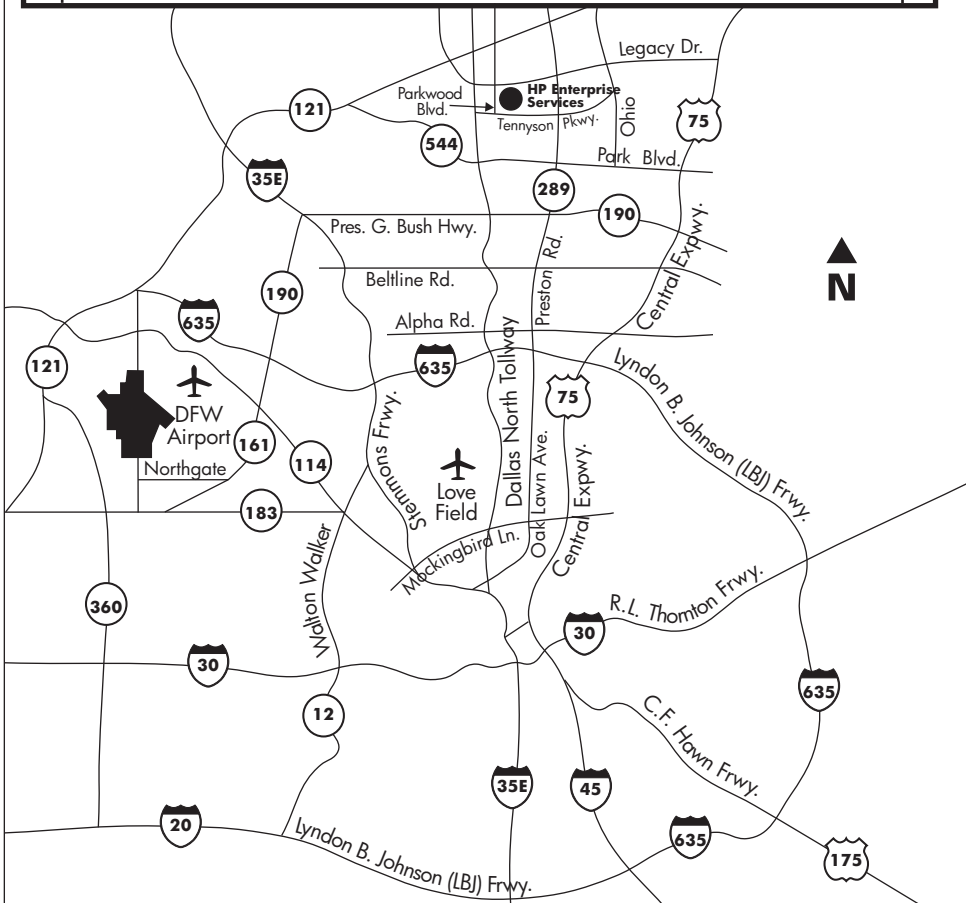 Legacy Dr.
HP Enterprise
Services
Parkwood
Blvd.
121
Tennyson Pkwy.
Ohio
75
544
Park Blvd.
35E
289
190
Pres. G. Bush Hwy.
Central Expwy.
Preston Rd.
N
Beltline Rd.
190
635
Alpha Rd.
121
635
Lyndon B. Johnson (LBJ) Frwy.
Dallas North Tollway
75
DFW
Airport
Stemmons Frwy.
161
114
Northgate
Love
Field
Oak Lawn Ave.
Central Expwy.
183
Mockingbird Ln.
Walton Walker
360
R.L. Thornton Frwy.
30
30
635
12
C.F. Hawn Frwy.
35E
45
20
Lyndon B. Johnson (LBJ) Frwy.
635
175